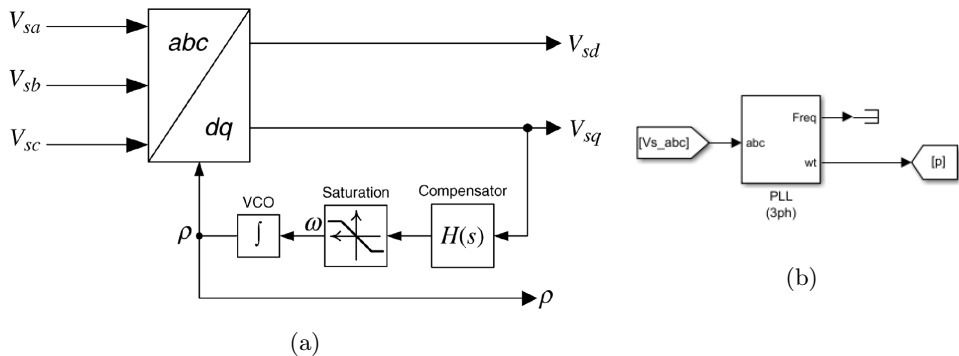 Vsa
Vsb
Vsc
abc
dq
Vsd
Vsq
Saturation
Compensator
VCO
ρ
∫
ω
H(s)
ρ
(a)
[Vs_abc]
abc
Freq
wt
PLL
(3ph)
[p]
(b)